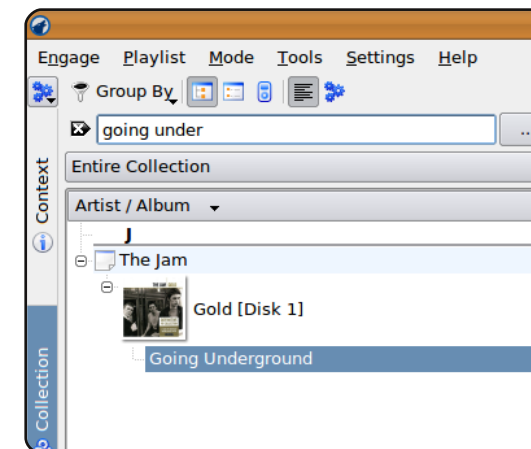 Engage Playlist Mode Tools Settings Help
Group By
going under
...
Entire Collection
Artist / Album
J
The Jam
Gold [Disk 1]
Going Underground
Context
Collection